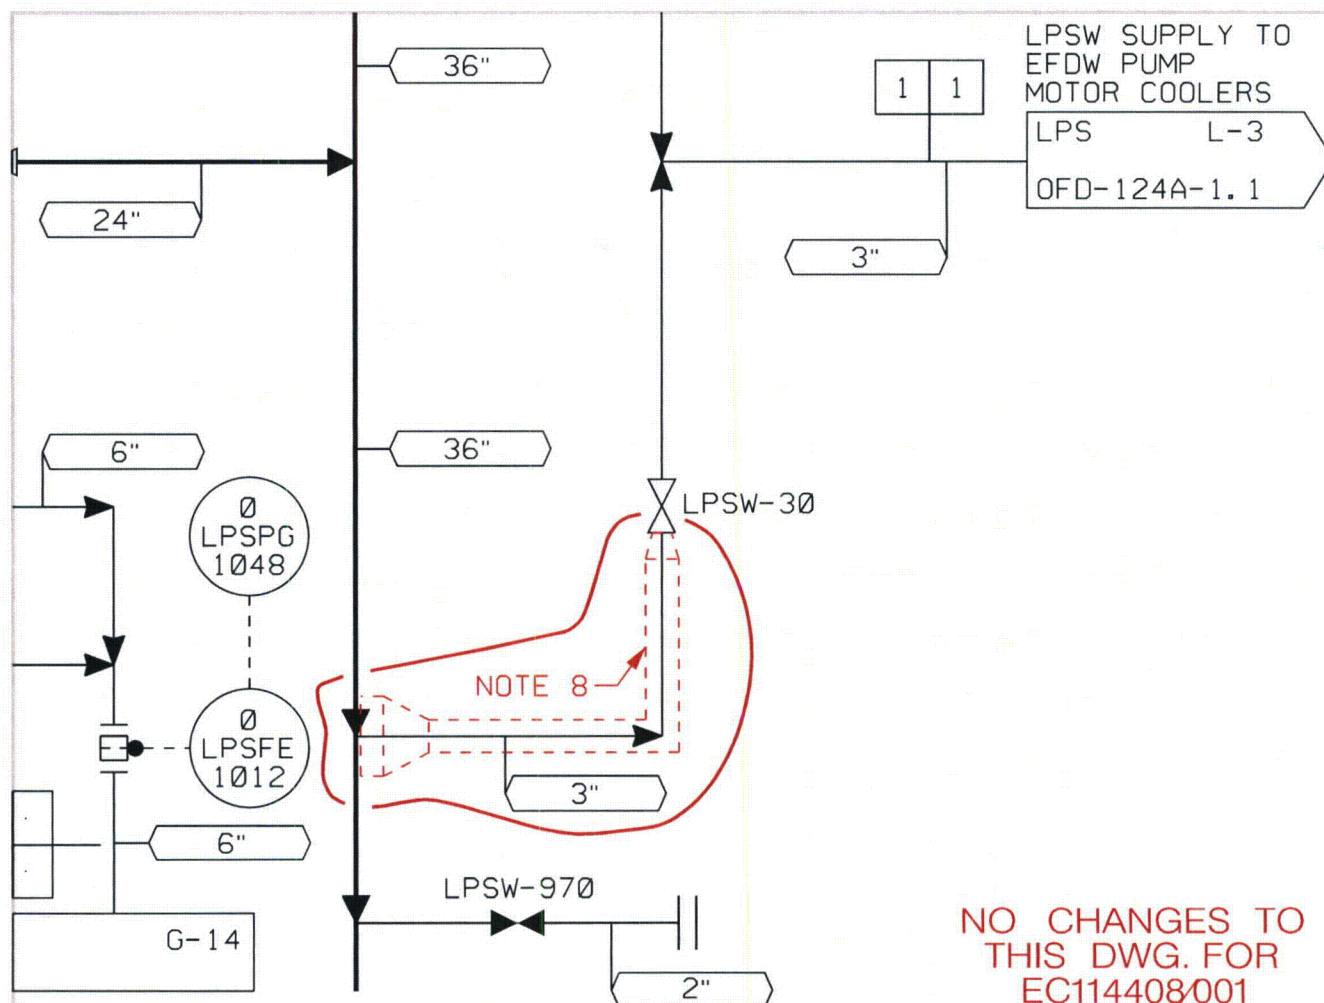 36"
LPSW SUPPLY TO
EFDW PUMP
MOTOR COOLERS
1 1
LPS L-3
OFD-124A-1.1
24"
3"
6"
36"
Ø
LPSPG
1048
LPSW-3Ø
NOTE 8
Ø
LPSFE
1Ø12
3"
6"
LPSW-97Ø
G-14
2"
NO CHANGES TO
THIS DWG. FOR
EC114408/001